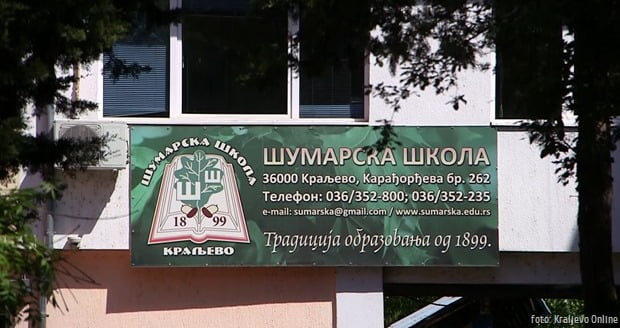 ШУМАРСКА ШКОЛА
Ш Ш
18 99
КРАЉЕВО
ШУМАРСКА ШКОЛА
36000 Краљево, Карађорђева бр. 262
Телефон: 036/352-800; 036/352-235
e-mail: sumarska@gmail.com / www.sumarska.edu.rs
Традиција образовања од 1899.
foto: Kraljevo Online